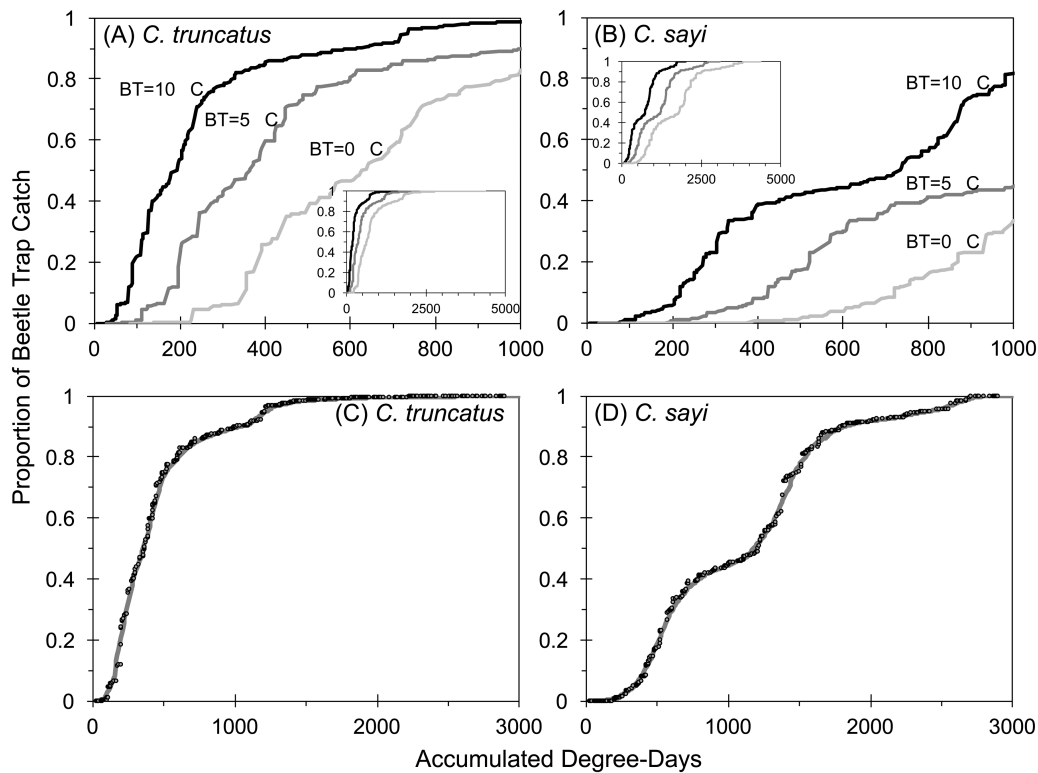 Proportion of Beetle Trap Catch
(A) C. truncatus
1
0.8
0.6
0.4
0.2
0
BT=10 C
BT=5 C
BT=0 C
1
0.8
0.6
0.4
0.2
0
0 2500 5000
0 200 400 600 800 1000
(B) C. sayi
1
0.8
0.6
0.4
0.2
0
1
0.8
0.6
0.4
0.2
0
0 2500 5000
BT=10 C
BT=5 C
BT=0 C
0 200 400 600 800 1000
(C) C. truncatus
1
0.8
0.6
0.4
0.2
0
0 1000 2000 3000
(D) C. sayi
1
0.8
0.6
0.4
0.2
0
0 1000 2000 3000
Accumulated Degree-Days